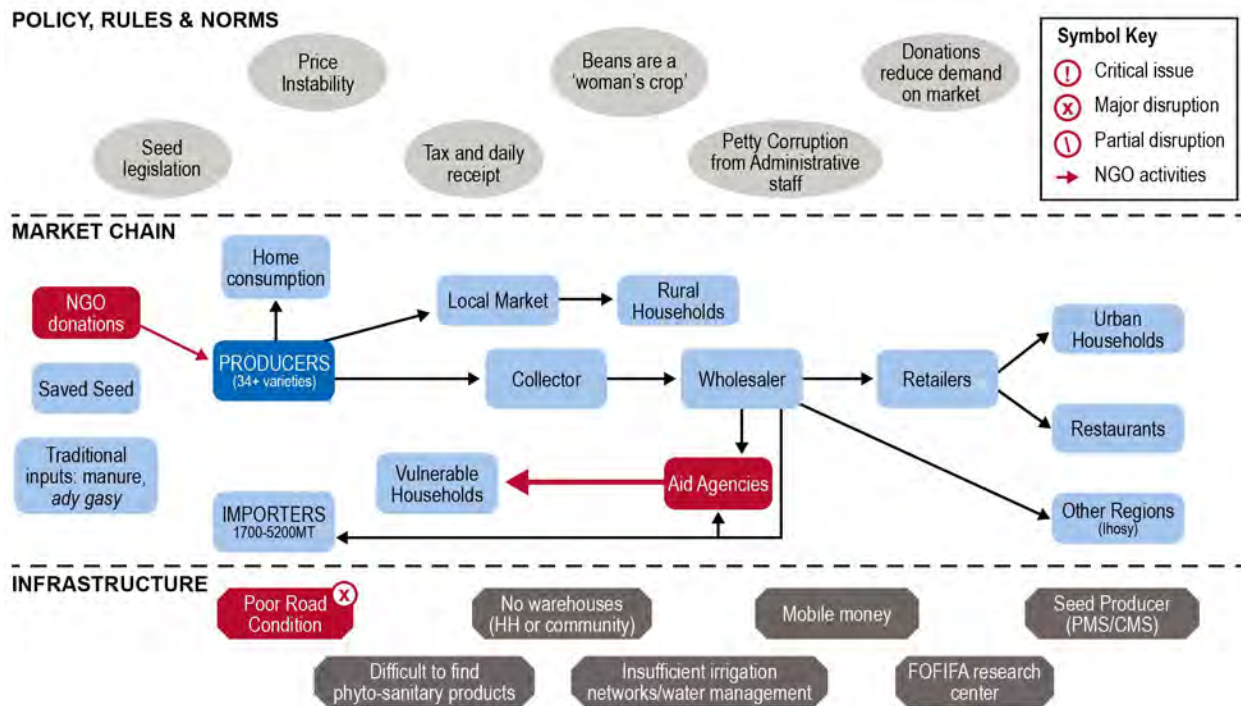 POLICY, RULES & NORMS
Price
Instability
Beans are a
‘woman’s crop’
Donations
reduce demand
on market
Seed
legislation
Tax and daily
receipt
Petty Corruption
from Administrative
staff
Symbol Key
! Critical issue
x Major disruption
\ Partial disruption
NGO activities
MARKET CHAIN
Home
consumption
NGO
donations
Local Market
Rural
Households
Urban
Households
PRODUCERS
(34+ varieties)
Saved Seed
Collector
Wholesaler
Retailers
Restaurants
Traditional
inputs: manure,
ady gasy
Vulnerable
Households
Aid Agencies
IMPORTERS
1700-5200MT
Other Regions
(Ihosy)
INFRASTRUCTURE
Poor Road
Condition
x
No warehouses
(HH or community)
Mobile money
Seed Producer
(PMS/CMS)
Difficult to find
phyto-sanitary products
Insufficient irrigation
networks/water management
FOFIFA research
center